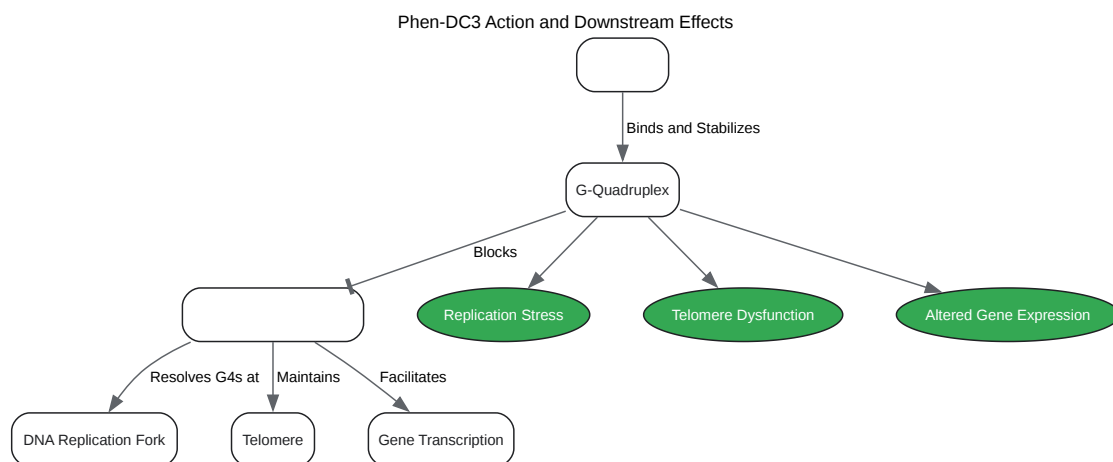 Phen-DC3 Action and Downstream Effects
Binds and Stabilizes
G-Quadruplex
Blocks
Replication Stress
Telomere Dysfunction
Altered Gene Expression
Resolves G4s at
Maintains
Facilitates
DNA Replication Fork
Telomere
Gene Transcription